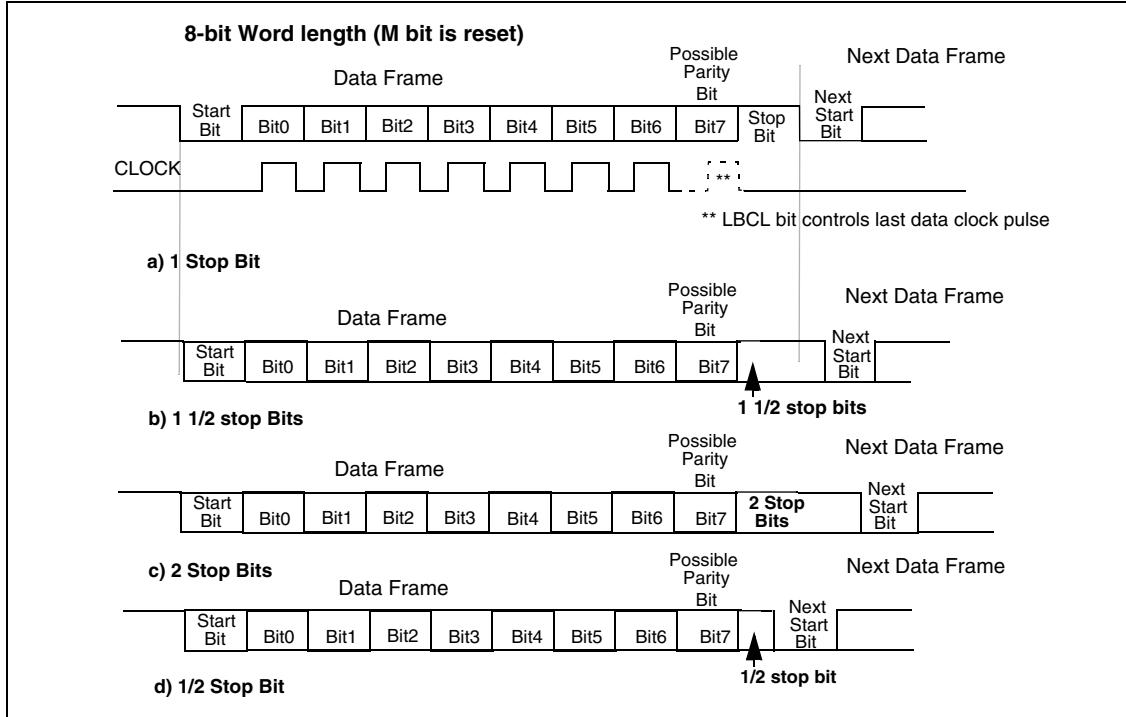 8-bit Word length (M bit is reset)
Possible
Parity
Bit
Next Data Frame
Data Frame
Start
Bit
Bit0
Bit1
Bit2
Bit3
Bit4
Bit5
Bit6
Bit7
Stop
Bit
Next
Start
Bit
CLOCK
**
** LBCL bit controls last data clock pulse
a) 1 Stop Bit
Possible
Parity
Bit
Next Data Frame
Data Frame
Start
Bit
Bit0
Bit1
Bit2
Bit3
Bit4
Bit5
Bit6
Bit7
Next
Start
Bit
1 1/2 stop bits
b) 1 1/2 stop Bits
Possible
Parity
Bit
Next Data Frame
Data Frame
Start
Bit
Bit0
Bit1
Bit2
Bit3
Bit4
Bit5
Bit6
Bit7
2 Stop
Bits
Next
Start
Bit
c) 2 Stop Bits
Possible
Parity
Bit
Next Data Frame
Data Frame
Start
Bit
Bit0
Bit1
Bit2
Bit3
Bit4
Bit5
Bit6
Bit7
Next
Start
Bit
1/2 stop bit
d) 1/2 Stop Bit